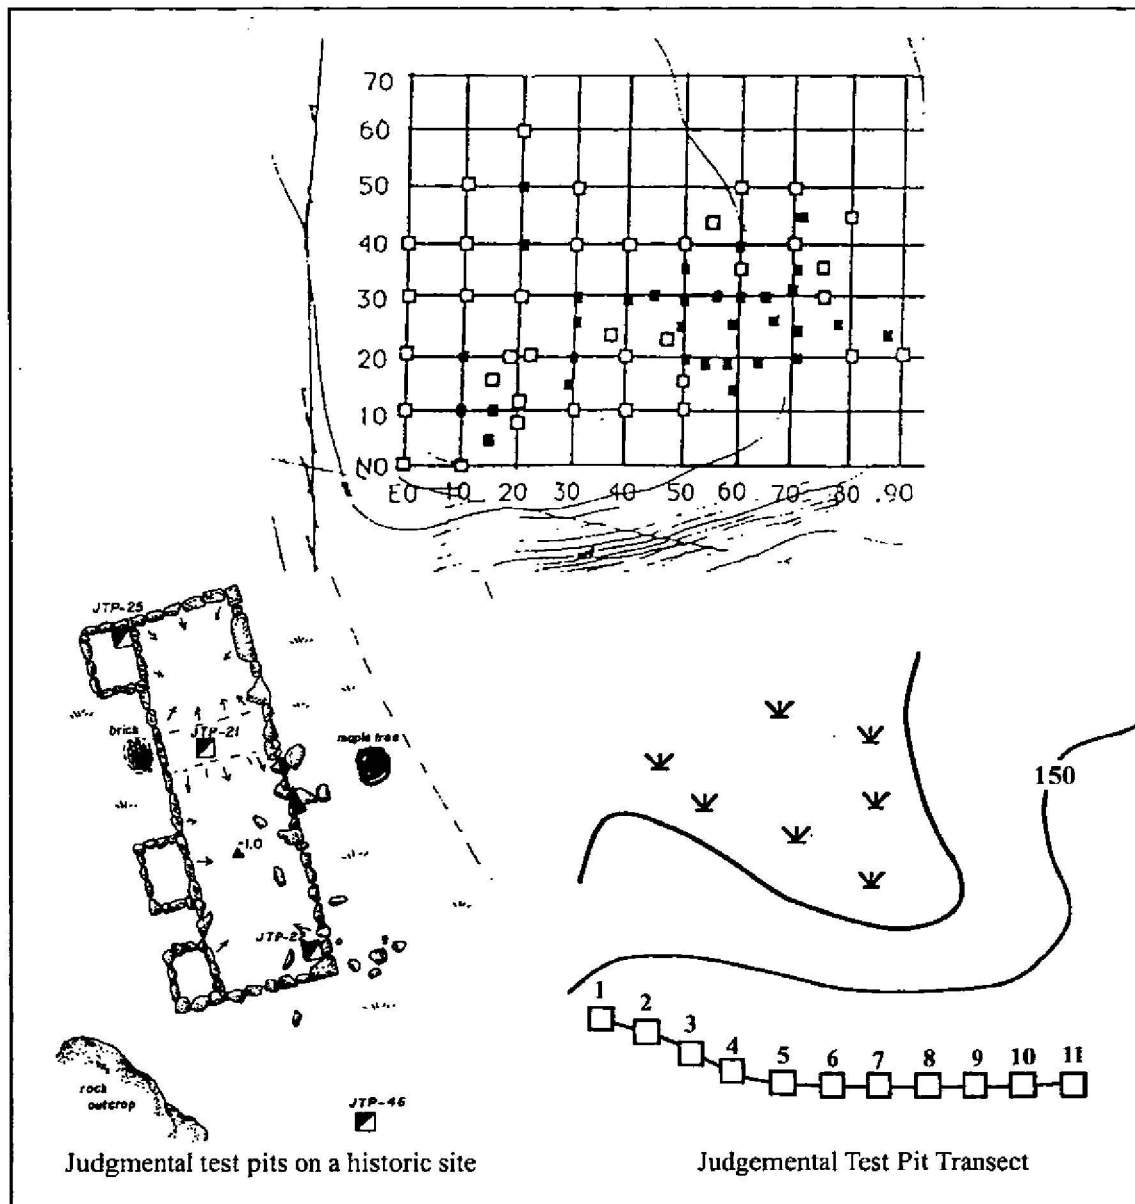 70
60
50
40
30
20
10
N0
E0 10 20 30 40 50 60 70 80 .90
JTP-25
brick
JTP-21
maple tree
-1.0
150
JTP-2
1 2 3 4 5 6 7 8 9 10 11
rock
outcrop
JTP-46
Judgmental test pits on a historic site
Judgemental Test Pit Transect